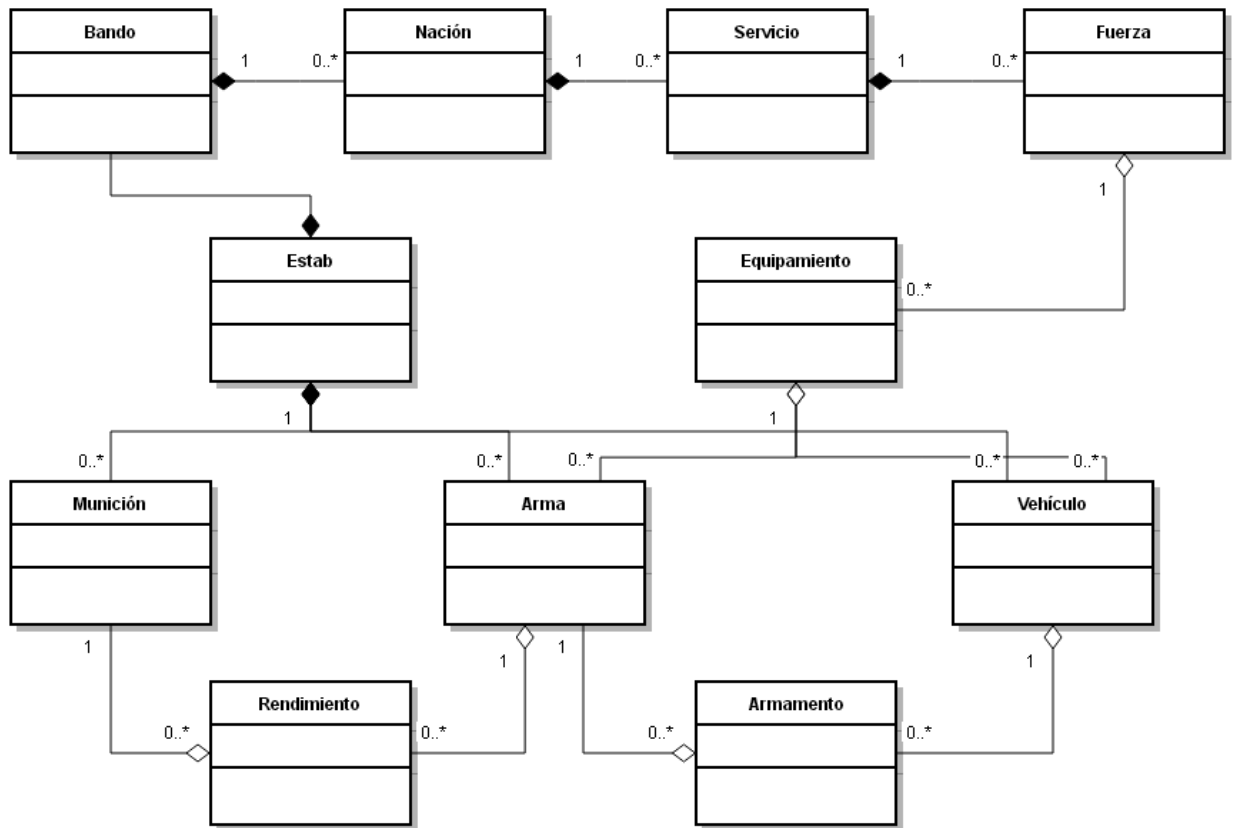 Bando
Nación
Servicio
Fuerza
1
0..*
1
0..*
1
0..*
1
Estab
Equipamiento
0..*
1
1
0..*
0..*
0..*
0..*
0..*
Munición
Arma
Vehículo
1
1
1
1
Rendimiento
Armamento
0..*
0..*
0..*
0..*